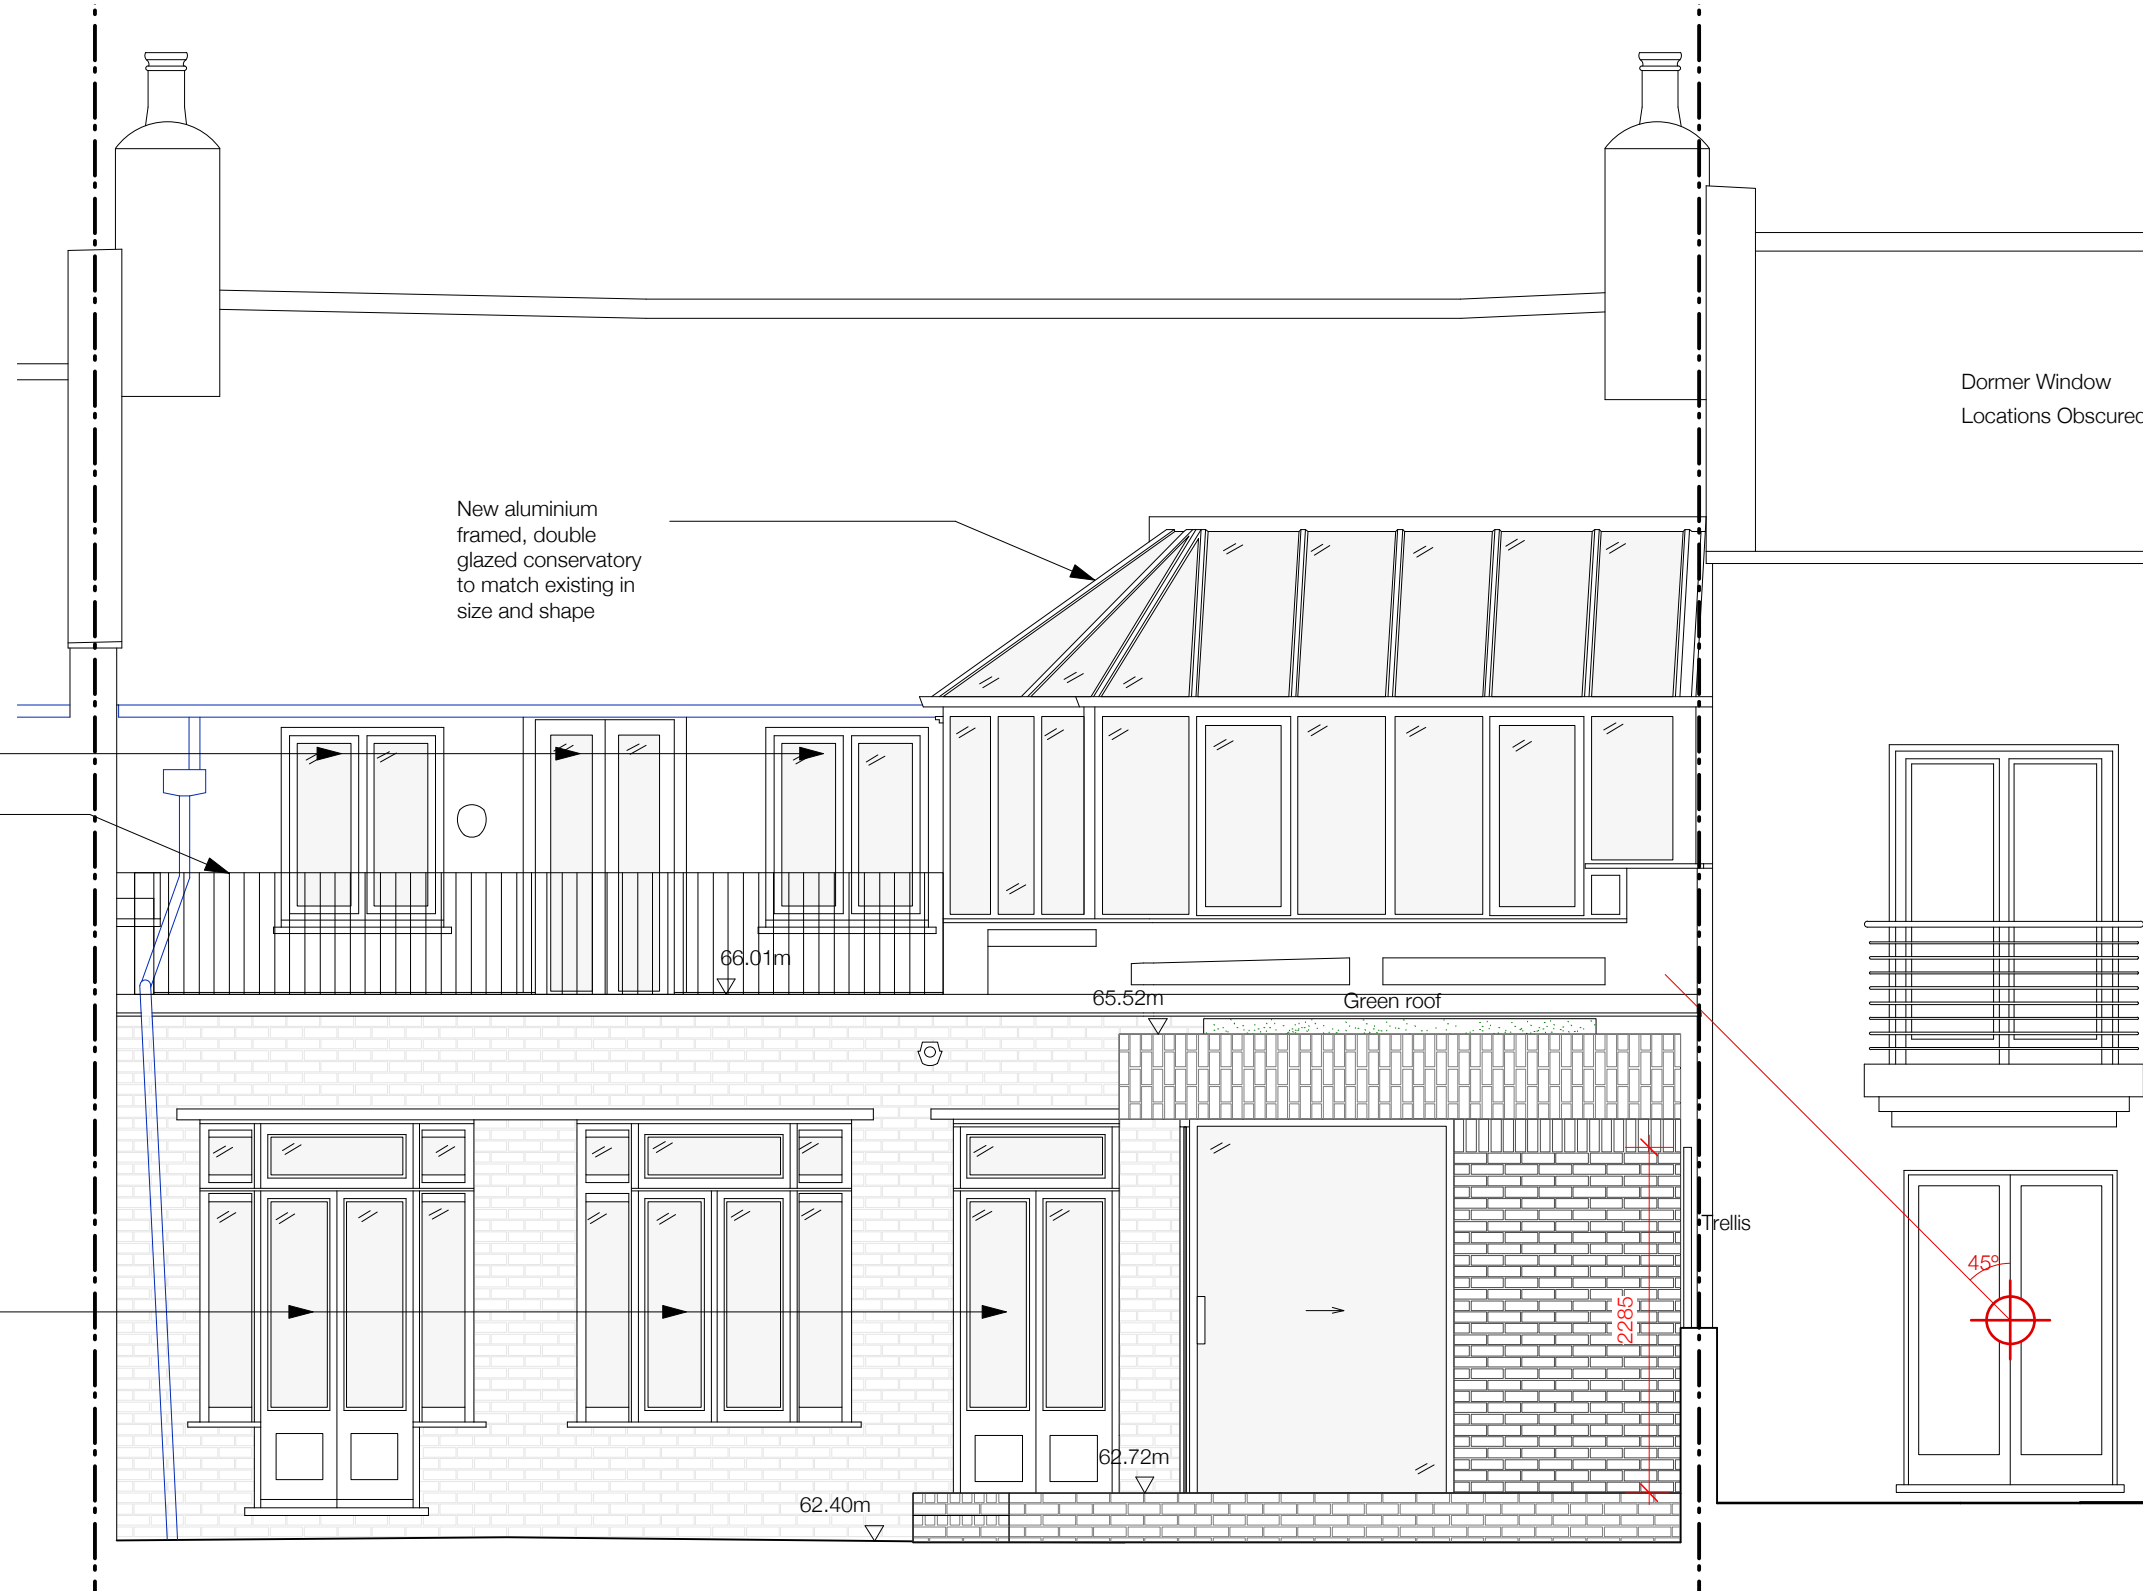 Dormer Window
Locations Obscured
New aluminium
framed, double
glazed conservatory
to match existing in
size and shape
66.01m
65.52m
Green roof
Trellis
45º
2285
62.72m
62.40m